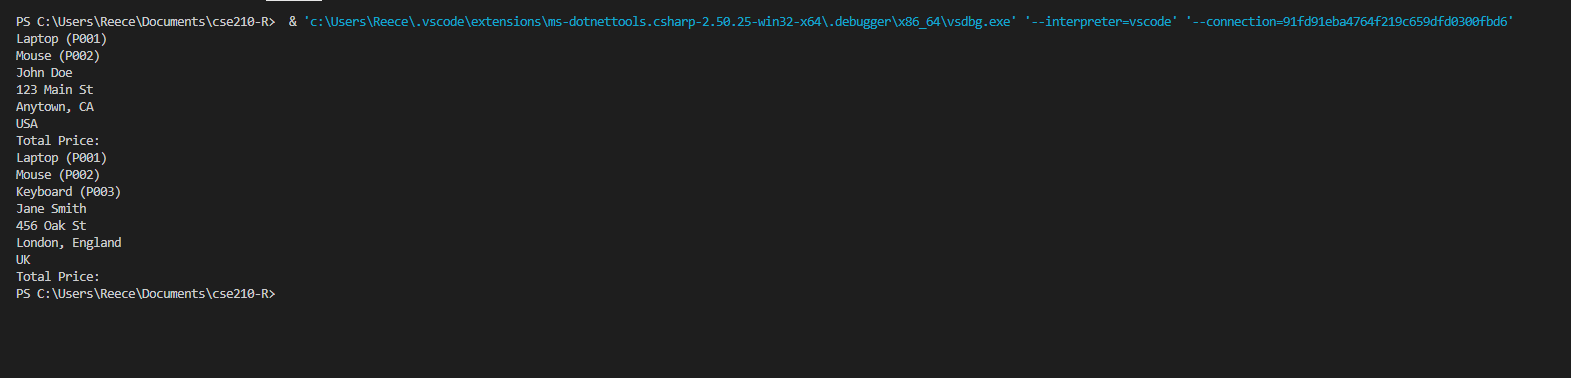 PS C:\Users\Reece\Documents\cse210-R>  & 'c:\Users\Reece\.vscode\extensions\ms-dotnettools.csharp-2.50.25-win32-x64\.debugger\x86_64\vsdbg.exe' '--interpreter=vscode' '--connection=91fd91eba4764f219c659dfd0300fbd6'
Laptop (P001)
Mouse (P002)
John Doe
123 Main St
Anytown, CA
USA
Total Price:
Laptop (P001)
Mouse (P002)
Keyboard (P003)
Jane Smith
456 Oak St
London, England
UK
Total Price:
PS C:\Users\Reece\Documents\cse210-R>